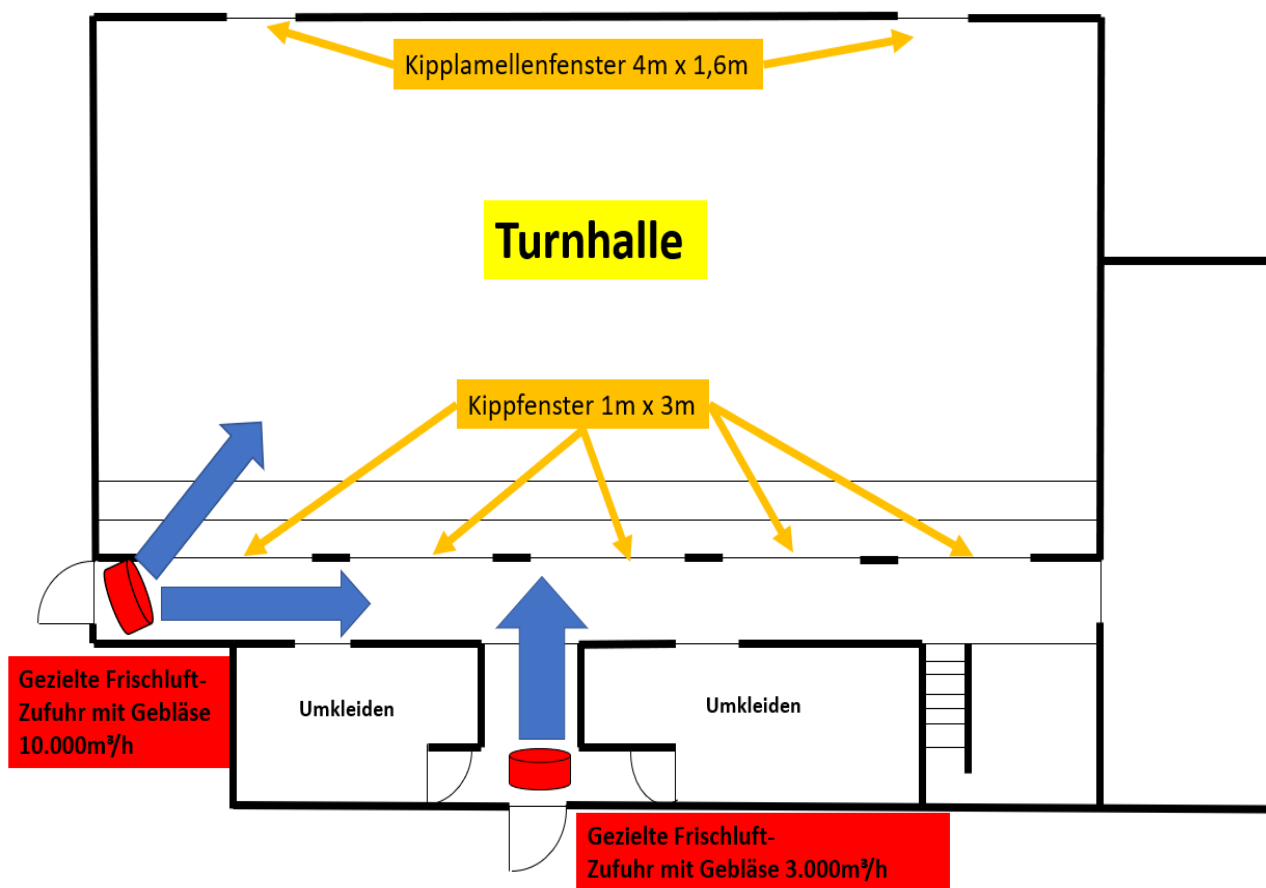 Kipplamellenfenster 4m x 1,6m
Turnhalle
Kippfenster 1m x 3m
Gezielte Frischluft-
Zufuhr mit Gebläse
10.000m³/h
Umkleiden
Umkleiden
Gezielte Frischluft-
Zufuhr mit Gebläse 3.000m³/h